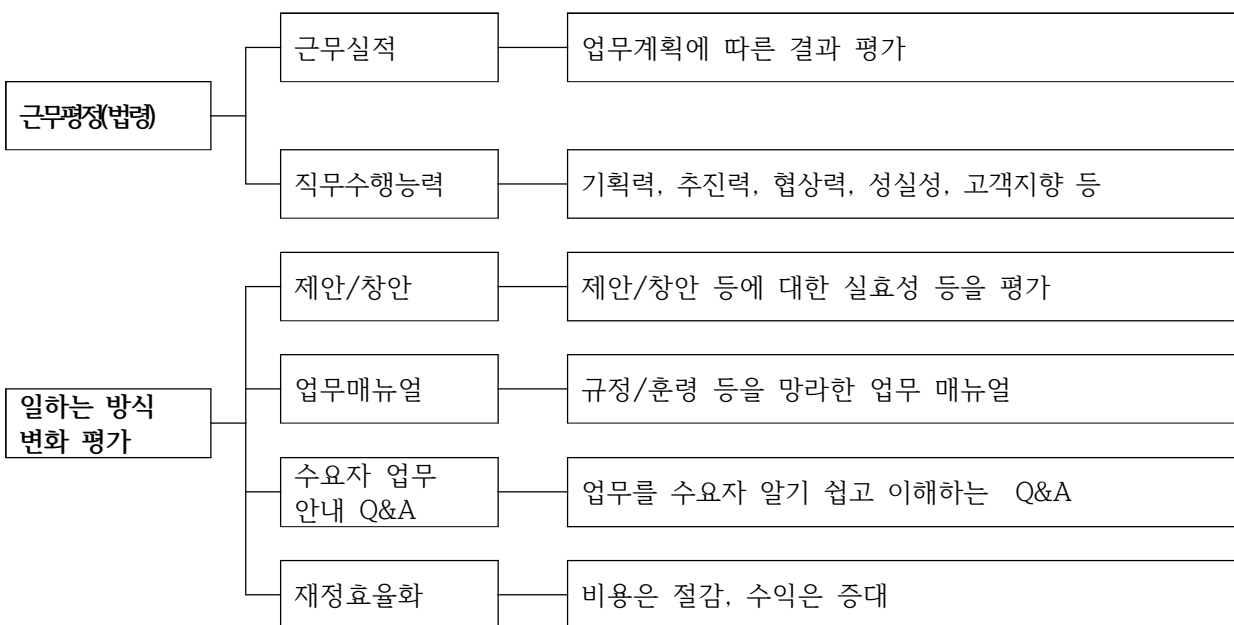 근무실적
업무계획에 따른 결과 평가
근무평정(법령)
직무수행능력
기획력, 추진력, 협상력, 성실성, 고객지향 등
제안/창안
제안/창안 등에 대한 실효성 등을 평가
업무매뉴얼
규정/훈령 등을 망라한 업무 매뉴얼
일하는 방식
변화 평가
수요자 업무
안내 Q&A
업무를 수요자 알기 쉽고 이해하는 Q&A
재정효율화
비용은 절감, 수익은 증대